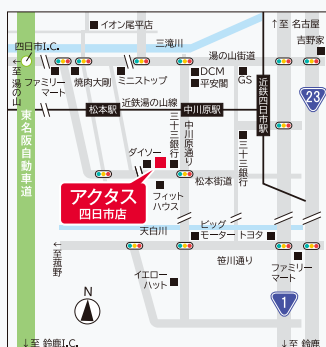 イオン尾平店
↑至 名古屋
三滝川
吉野家
四日市I.C.
湯の山街道
←至 湯の山
ファミリーマート
焼肉大剛
ミニストップ
DCM
平安閣
GS
近鉄四日市駅
23
松本駅
近鉄湯の山線
中川原駅
東名阪自動車道
三十三銀行
中川原通り
三十三銀行
ダイソー
松本街道
アクタス
四日市店
フィット
ハウス
天白川
ビッグ
モーター
トヨタ
←至菰野
笹川通り
イエロー
ハット
ファミリー
マート
N
1
↓至 鈴鹿I.C.
↓至 鈴鹿